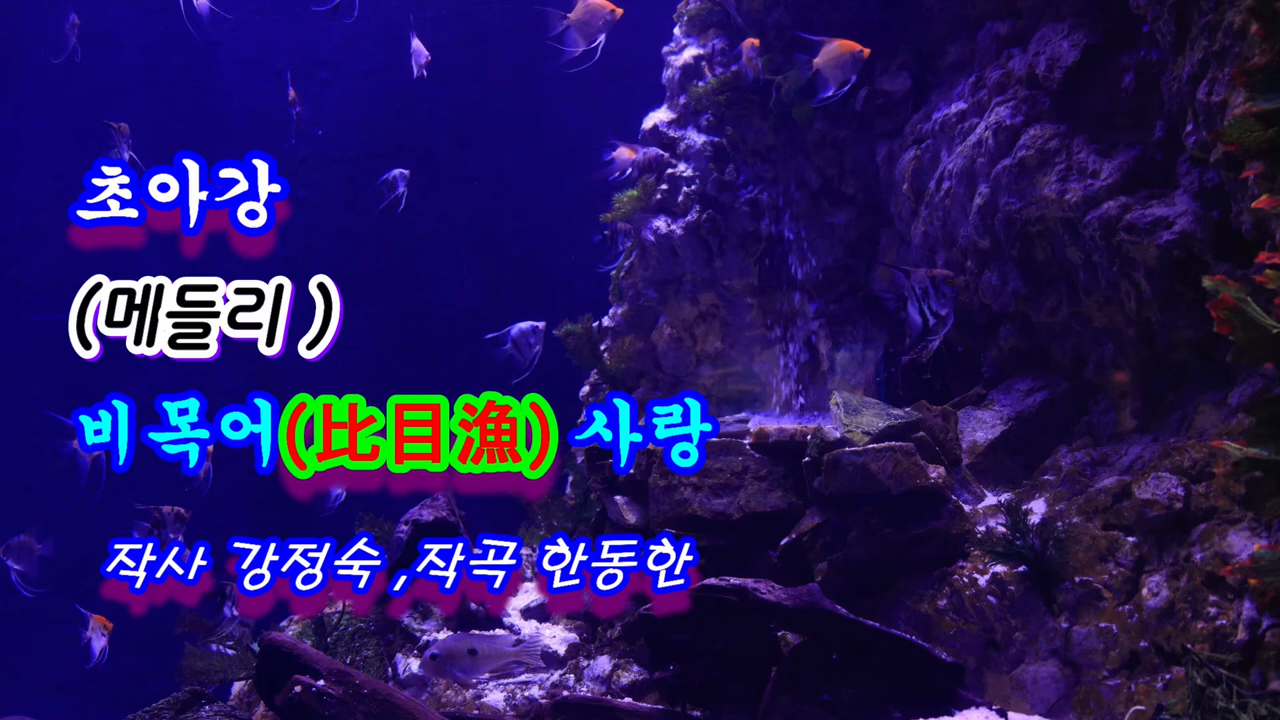 초아강
(메들리 )
비목어(比目漁) 사랑
작사 강정숙 ,작곡 한동한